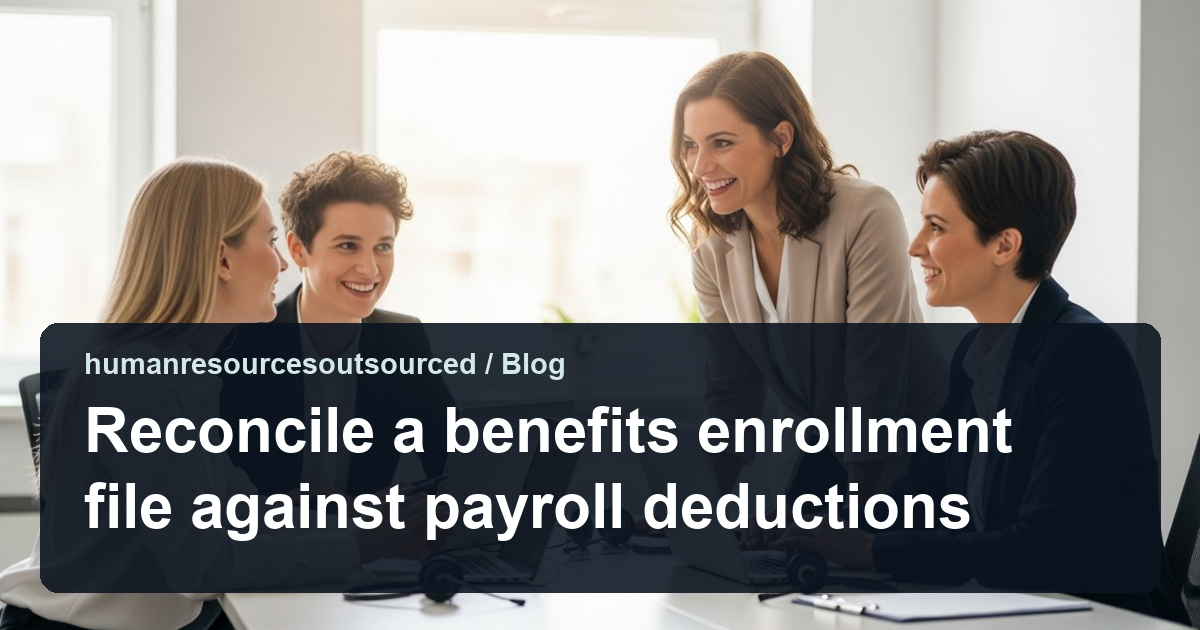 humanresourcesoutsourced / Blog
Reconcile a benefits enrollment
file against payroll deductions